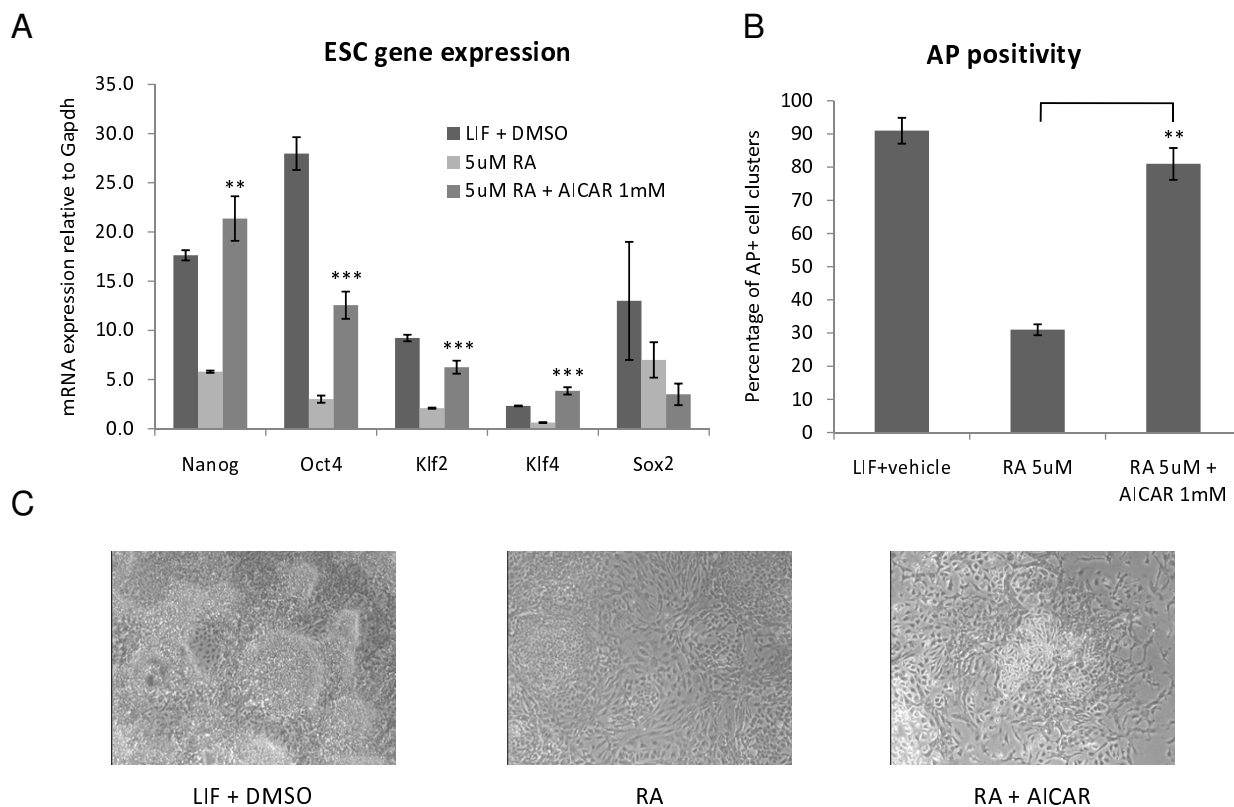 A
ESC gene expression
mRNA expression relative to Gapdh
35.0
30.0
25.0
20.0
15.0
10.0
5.0
0.0
LIF + DMSO
5uM RA
5uM RA + AICAR 1mM
**
***
***
***
Nanog
Oct4
Klf2
Klf4
Sox2
B
AP positivity
Percentage of AP+ cell clusters
100
90
80
70
60
50
40
30
20
10
0
**
LIF+vehicle
RA 5uM
RA 5uM +
AICAR 1mM
C
LIF + DMSO
RA
RA + AICAR